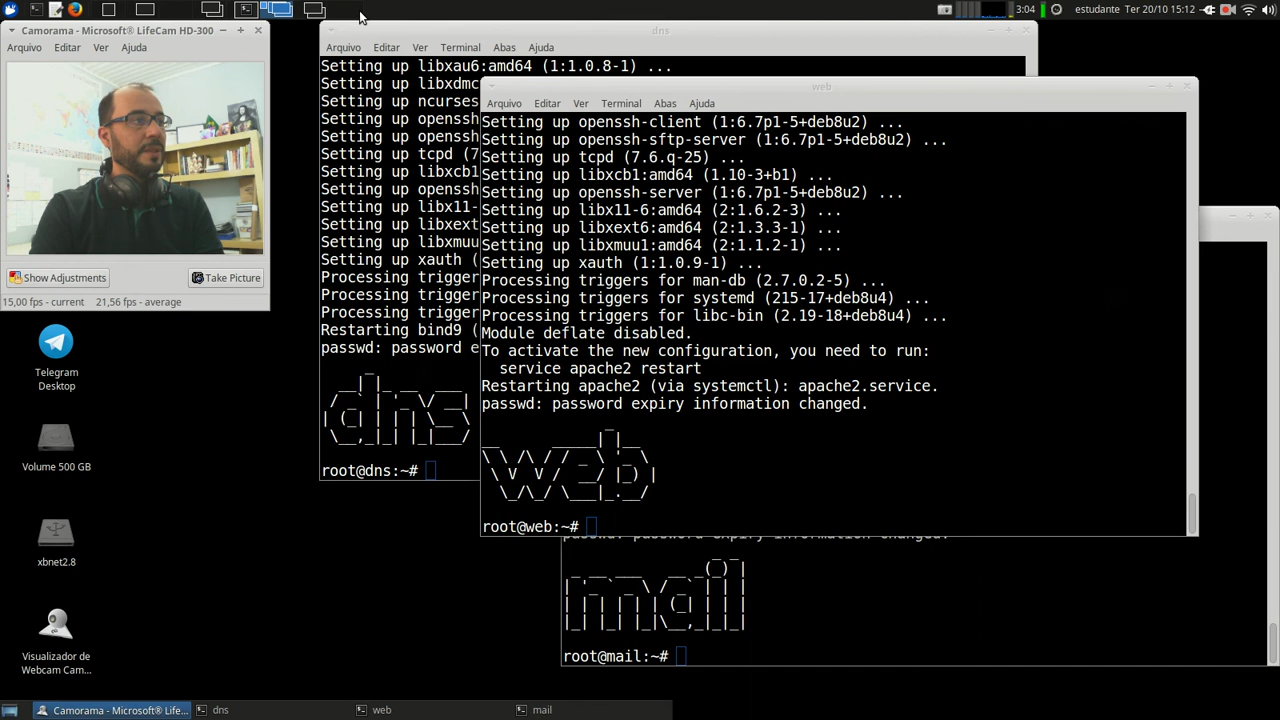 3:04
estudante Ter 20/10 15:12
Camorama - Microsoft® LifeCam HD-300
Arquivo Editar Ver Ajuda
Show Adjustments
Take Picture
15,00 fps - current 21,56 fps - average
Telegram
Desktop
Volume 500 GB
xbnet2.8
Visualizador de
Webcam Cam...
dns
Arquivo Editar Ver Terminal Abas Ajuda
Setting up libxau6:amd64 (1:1.0.8-1) ...
Setting up libxdmc
Setting up ncurses
Setting up openssh
Setting up openssh
Setting up tcpd (7
Setting up libxcb1
Setting up openssh
Setting up libx11-
Setting up libxext
Setting up libxmuu
Setting up xauth (
Processing trigger
Processing trigger
Processing trigger
Restarting bind9 (
passwd: password e
dns
root@dns:~#
web
Arquivo Editar Ver Terminal Abas Ajuda
Setting up openssh-client (1:6.7p1-5+deb8u2) ...
Setting up openssh-sftp-server (1:6.7p1-5+deb8u2) ...
Setting up tcpd (7.6.q-25) ...
Setting up libxcb1:amd64 (1.10-3+b1) ...
Setting up openssh-server (1:6.7p1-5+deb8u2) ...
Setting up libx11-6:amd64 (2:1.6.2-3) ...
Setting up libxext6:amd64 (2:1.3.3-1) ...
Setting up libxmuu1:amd64 (2:1.1.2-1) ...
Setting up xauth (1:1.0.9-1) ...
Processing triggers for man-db (2.7.0.2-5) ...
Processing triggers for systemd (215-17+deb8u4) ...
Processing triggers for libc-bin (2.19-18+deb8u4) ...
Module deflate disabled.
To activate the new configuration, you need to run:
service apache2 restart
Restarting apache2 (via systemctl): apache2.service.
passwd: password expiry information changed.
web
root@web:~#
passwd: password expiry information changed.
mail
root@mail:~#
Camorama - Microsoft® Life...
dns
web
mail